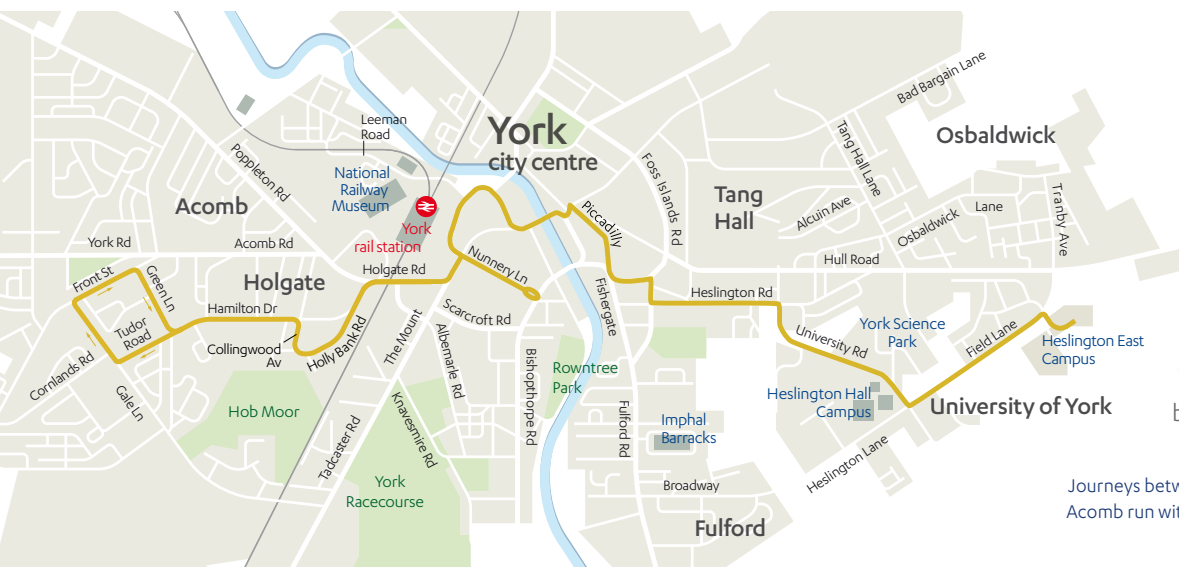 Bad Bargain Lane
Leeman
Road
York
city centre
Osbaldwick
Tang Hall Lane
Poppleton Rd
National
Railway
Museum
Foss Islands Rd
Tang
Hall
Tranby Ave
Acomb
York
rail station
Piccadilly
Alcuin Ave
Osbaldwick
Lane
York Rd
Acomb Rd
Nunnery Ln
Hull Road
Front St
Green Ln
Holgate
Holgate Rd
Fishergate
Heslington Rd
Hamilton Dr
Tudor
Road
Scarcroft Rd
The Mount
Albemarle Rd
Collingwood
Av
Holly Bank Rd
University Rd
York Science
Park
Field Lane
Heslington East
Campus
Cornlands Rd
Gale Ln
Bishopthorpe Rd
Rowntree
Park
Hob Moor
Knavesmire Rd
Fulford Rd
Imphal
Barracks
Heslington Hall
Campus
University of York
b
Tadcaster Rd
Heslington Lane
York
Racecourse
Broadway
Journeys betw
Acomb run wit
Fulford